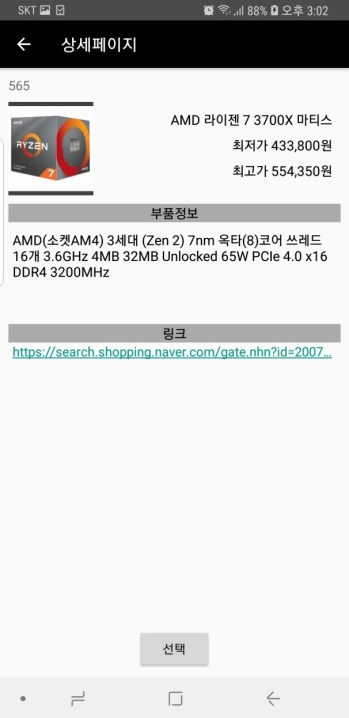 SKT 88% 오후 3:02
상세페이지
565
AMD 라이젠 7 3700X 마티스
RYZEN
7
최저가 433,800원
최고가 554,350원
부품정보
AMD(소켓AM4) 3세대 (Zen 2) 7nm 옥타(8)코어 쓰레드
16개 3.6GHz 4MB 32MB Unlocked 65W PCIe 4.0 x16
DDR4 3200MHz
링크
https://search.shopping.naver.com/gate.nhn?id=2007...
선택